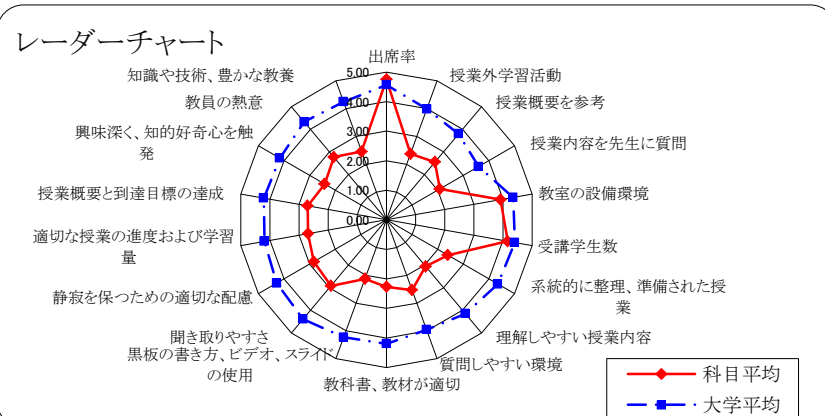 レーダーチャート
出席率
授業外学習活動
授業概要を参考
授業内容を先生に質問
教室の設備環境
受講学生数
系統的に整理、準備された授
業
理解しやすい授業内容
質問しやすい環境
教科書、教材が適切
黒板の書き方、ビデオ、スライド
の使用
聞き取りやすさ
静寂を保つための適切な配慮
適切な授業の進度および学習
量
授業概要と到達目標の達成
興味深く、知的好奇心を触
発
教員の熱意
知識や技術、豊かな教養
5.00
4.00
3.00
2.00
1.00
0.00
科目平均
大学平均